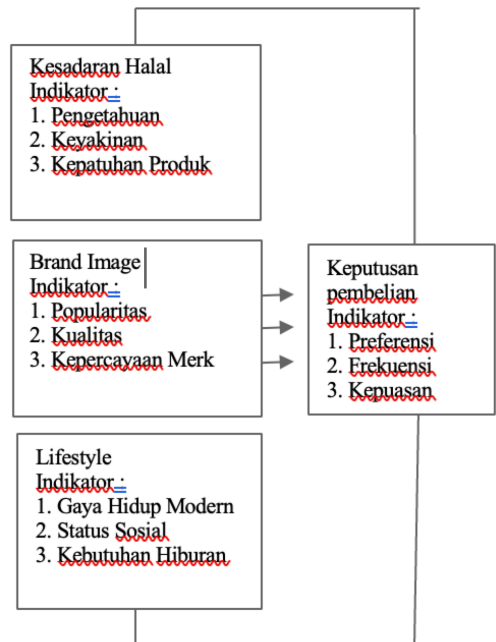 Kesadaran Halal
Indikator :
1. Pengetahuan
2. Keyakinan
3. Kepatuhan Produk
Brand Image
Indikator :
1. Popularitas
2. Kualitas
3. Kepercayaan Merk
Keputusan
pembelian
Indikator :
1. Preferensi
2. Frekuensi
3. Kepuasan
Lifestyle
Indikator :
1. Gaya Hidup Modern
2. Status Sosial
3. Kebutuhan Hiburan